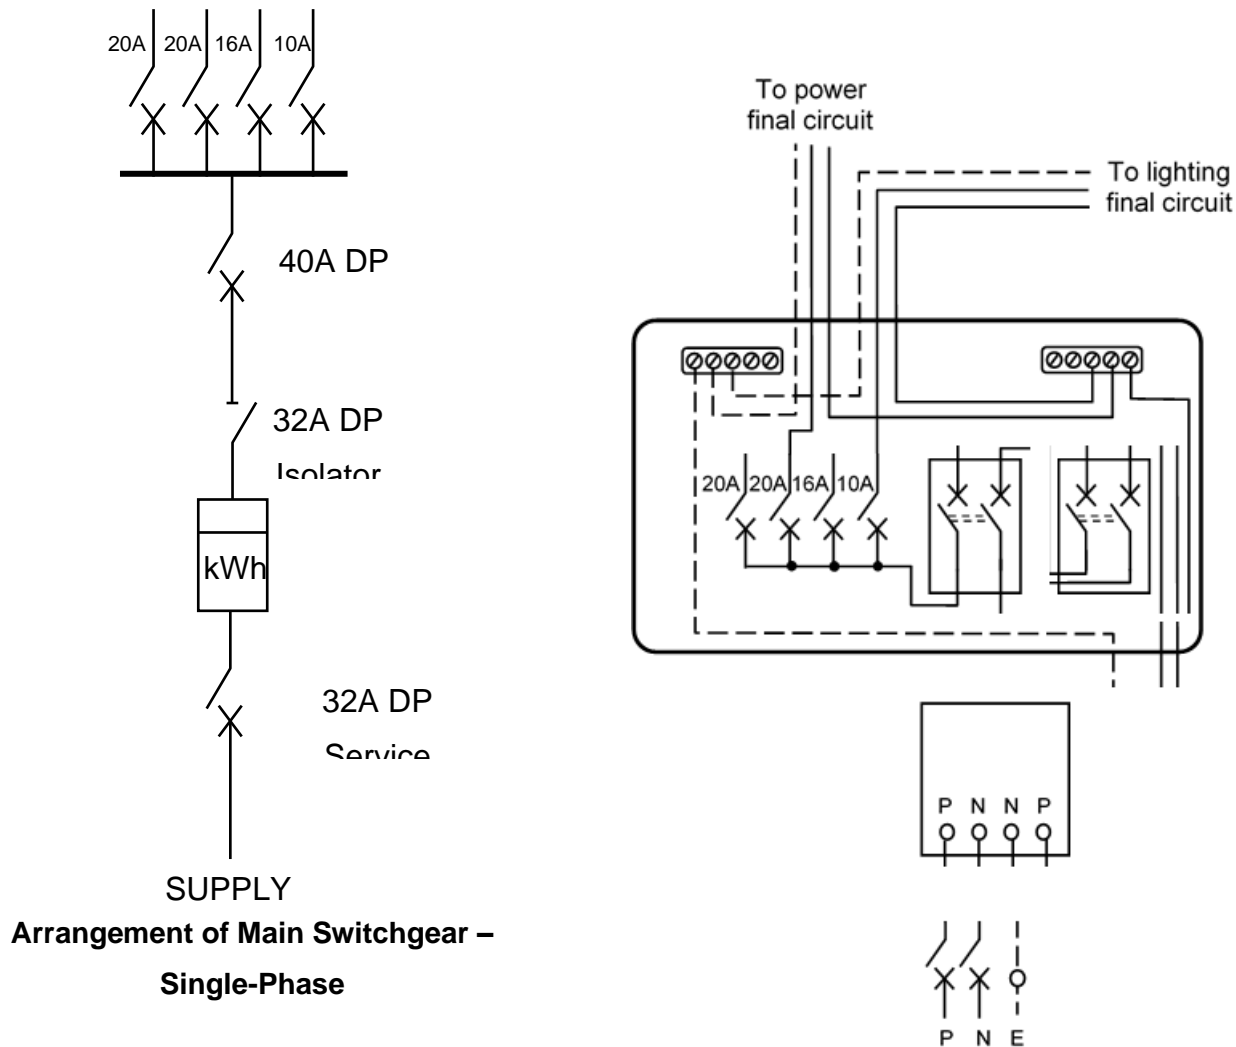 20A 20A 16A 10A
40A DP
32A DP
Isolator
kWh
32A DP
Service
SUPPLY
Arrangement of Main Switchgear –
Single-Phase
To power
final circuit
To lighting
final circuit
20A 20A 16A 10A
P N N P
P N E